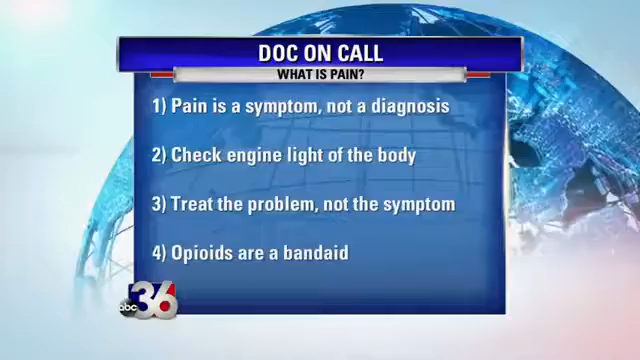 DOC ON CALL
WHAT IS PAIN?
1) Pain is a symptom, not a diagnosis
2) Check engine light of the body
3) Treat the problem, not the symptom
4) Opioids are a bandaid
abc 36